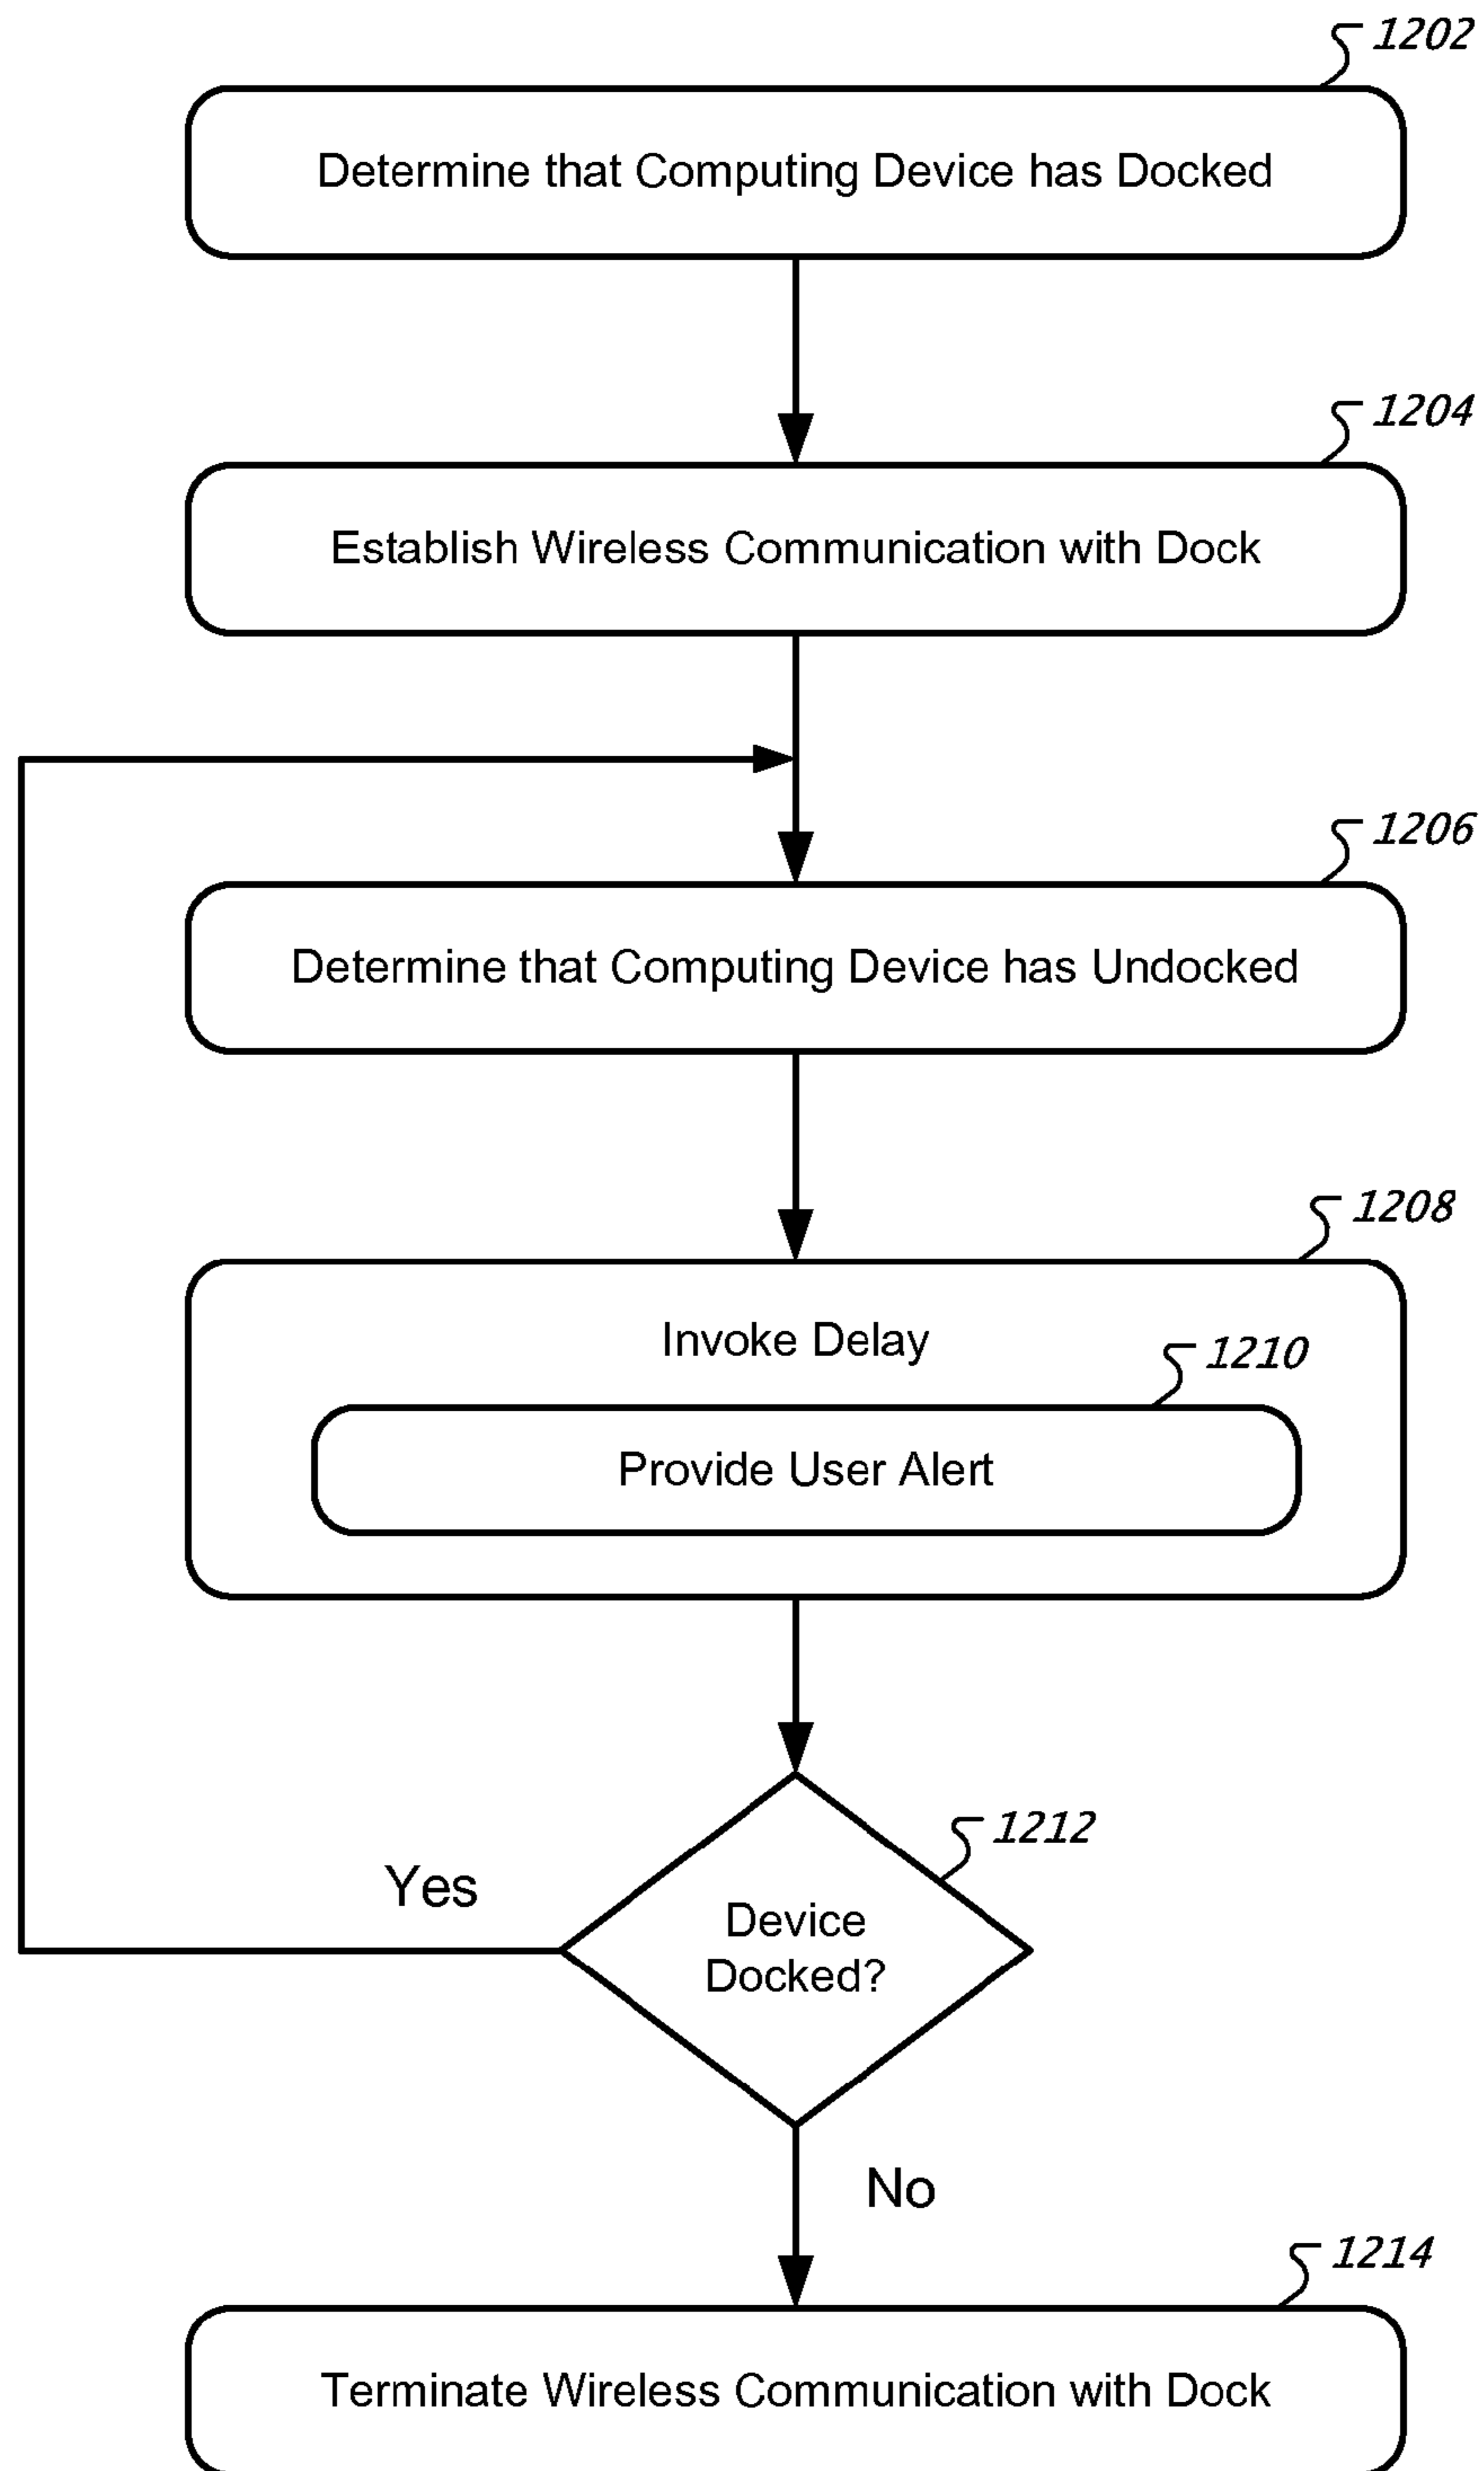 1202
Determine that Computing Device has Docked
1204
Establish Wireless Communication with Dock
1206
Determine that Computing Device has Undocked
1208
Invoke Delay
1210
Provide User Alert
1212
Device
Docked?
Yes
No
1214
Terminate Wireless Communication with Dock